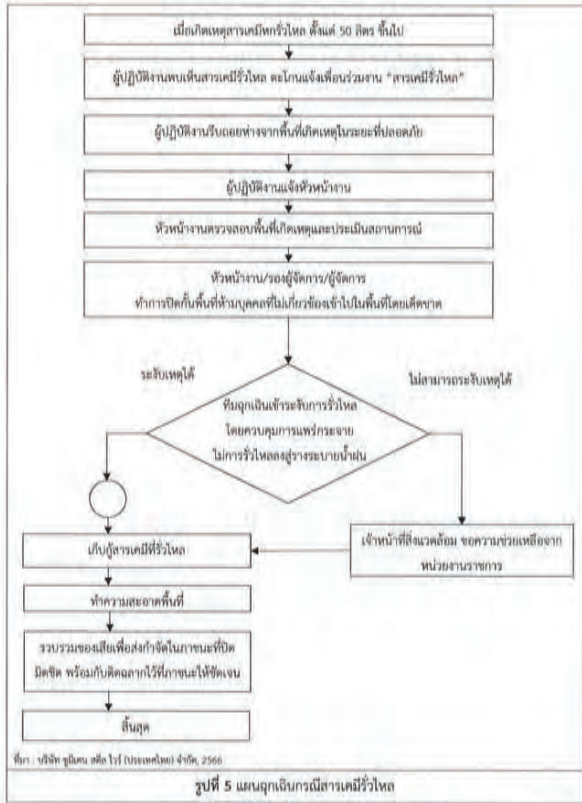 เมื่อเกิดเหตุสารเคมีหกรั่วไหล ตั้งแต่ 50 ลิตร ขึ้นไป
ผู้ปฏิบัติงานพบเห็นสารเคมีรั่วไหล ตะโกนแจ้งเพื่อนร่วมงาน "สารเคมีรั่วไหล"
ผู้ปฏิบัติงานรีบถอยห่างจากพื้นที่เกิดเหตุในระยะที่ปลอดภัย
ผู้ปฏิบัติงานแจ้งหัวหน้างาน
หัวหน้างานตรวจสอบพื้นที่เกิดเหตุและประเมินสถานการณ์
หัวหน้างาน/รองผู้จัดการ/ผู้จัดการ
ทำการปิดกั้นพื้นที่ห้ามบุคคลที่ไม่เกี่ยวข้องเข้าไปในพื้นที่โดยเด็ดขาด
ระงับเหตุได้
ไม่สามารถระงับเหตุได้
ทีมฉุกเฉินเข้าระงับการรั่วไหล
โดยควบคุมการแพร่กระจาย
ไม่การรั่วไหลลงสู่รางระบายน้ำฝน
เก็บกู้สารเคมีที่รั่วไหล
เจ้าหน้าที่สิ่งแวดล้อม ขอความช่วยเหลือจาก
หน่วยงานราชการ
ทำความสะอาดพื้นที่
รวบรวมของเสียเพื่อส่งกำจัดในภาชนะที่ปิด
มิดชิด พร้อมกับติดฉลากไว้ที่ภาชนะให้ชัดเจน
สิ้นสุด
ที่มา : บริษัท ซูมิเดน สตีล ไวร์ (ประเทศไทย) จำกัด, 2566
รูปที่ 5 แผนฉุกเฉินกรณีสารเคมีรั่วไหล